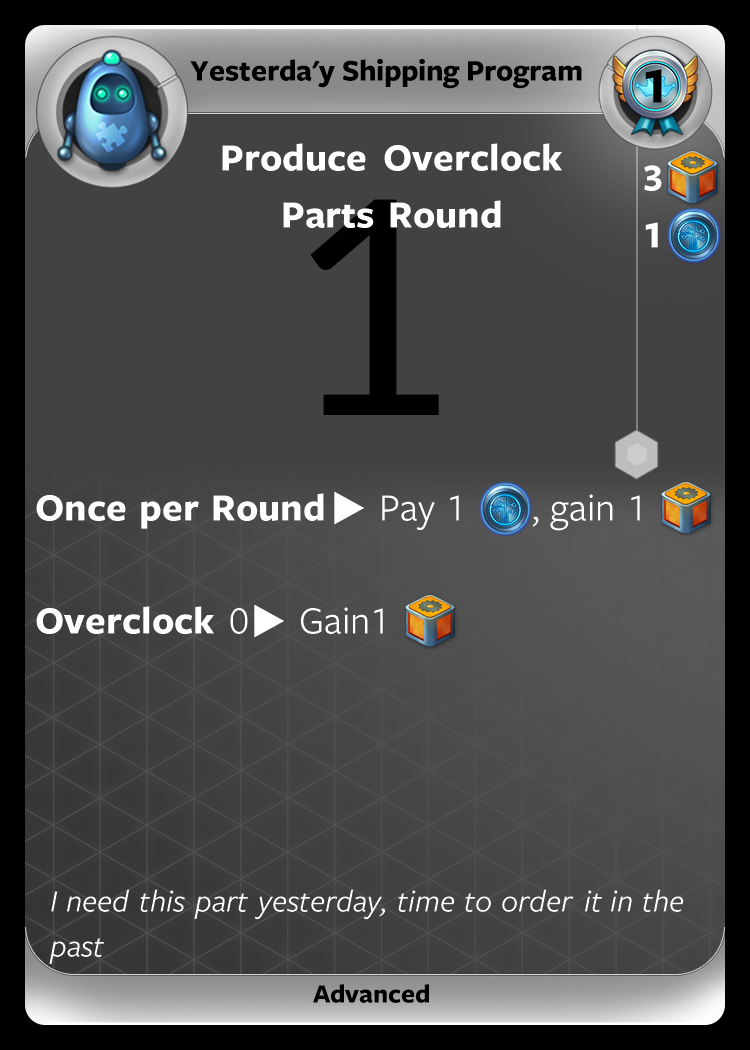 Yesterda'y Shipping Program
1
Produce Overclock
Parts Round
3
1
1
Once per Round▶ Pay 1 , gain 1
Overclock 0▶ Gain1
I need this part yesterday, time to order it in the
past
Advanced